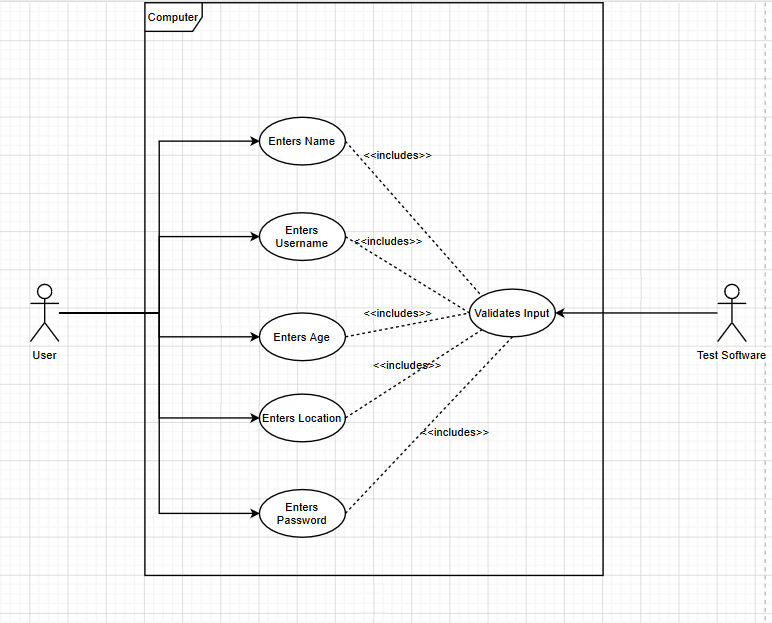 Computer
Enters Name
<<includes>>
Enters
Username
<<includes>>
Enters Age
<<includes>>
Validates Input
User
Test Software
<<includes>>
Enters Location
<<includes>>
Enters
Password